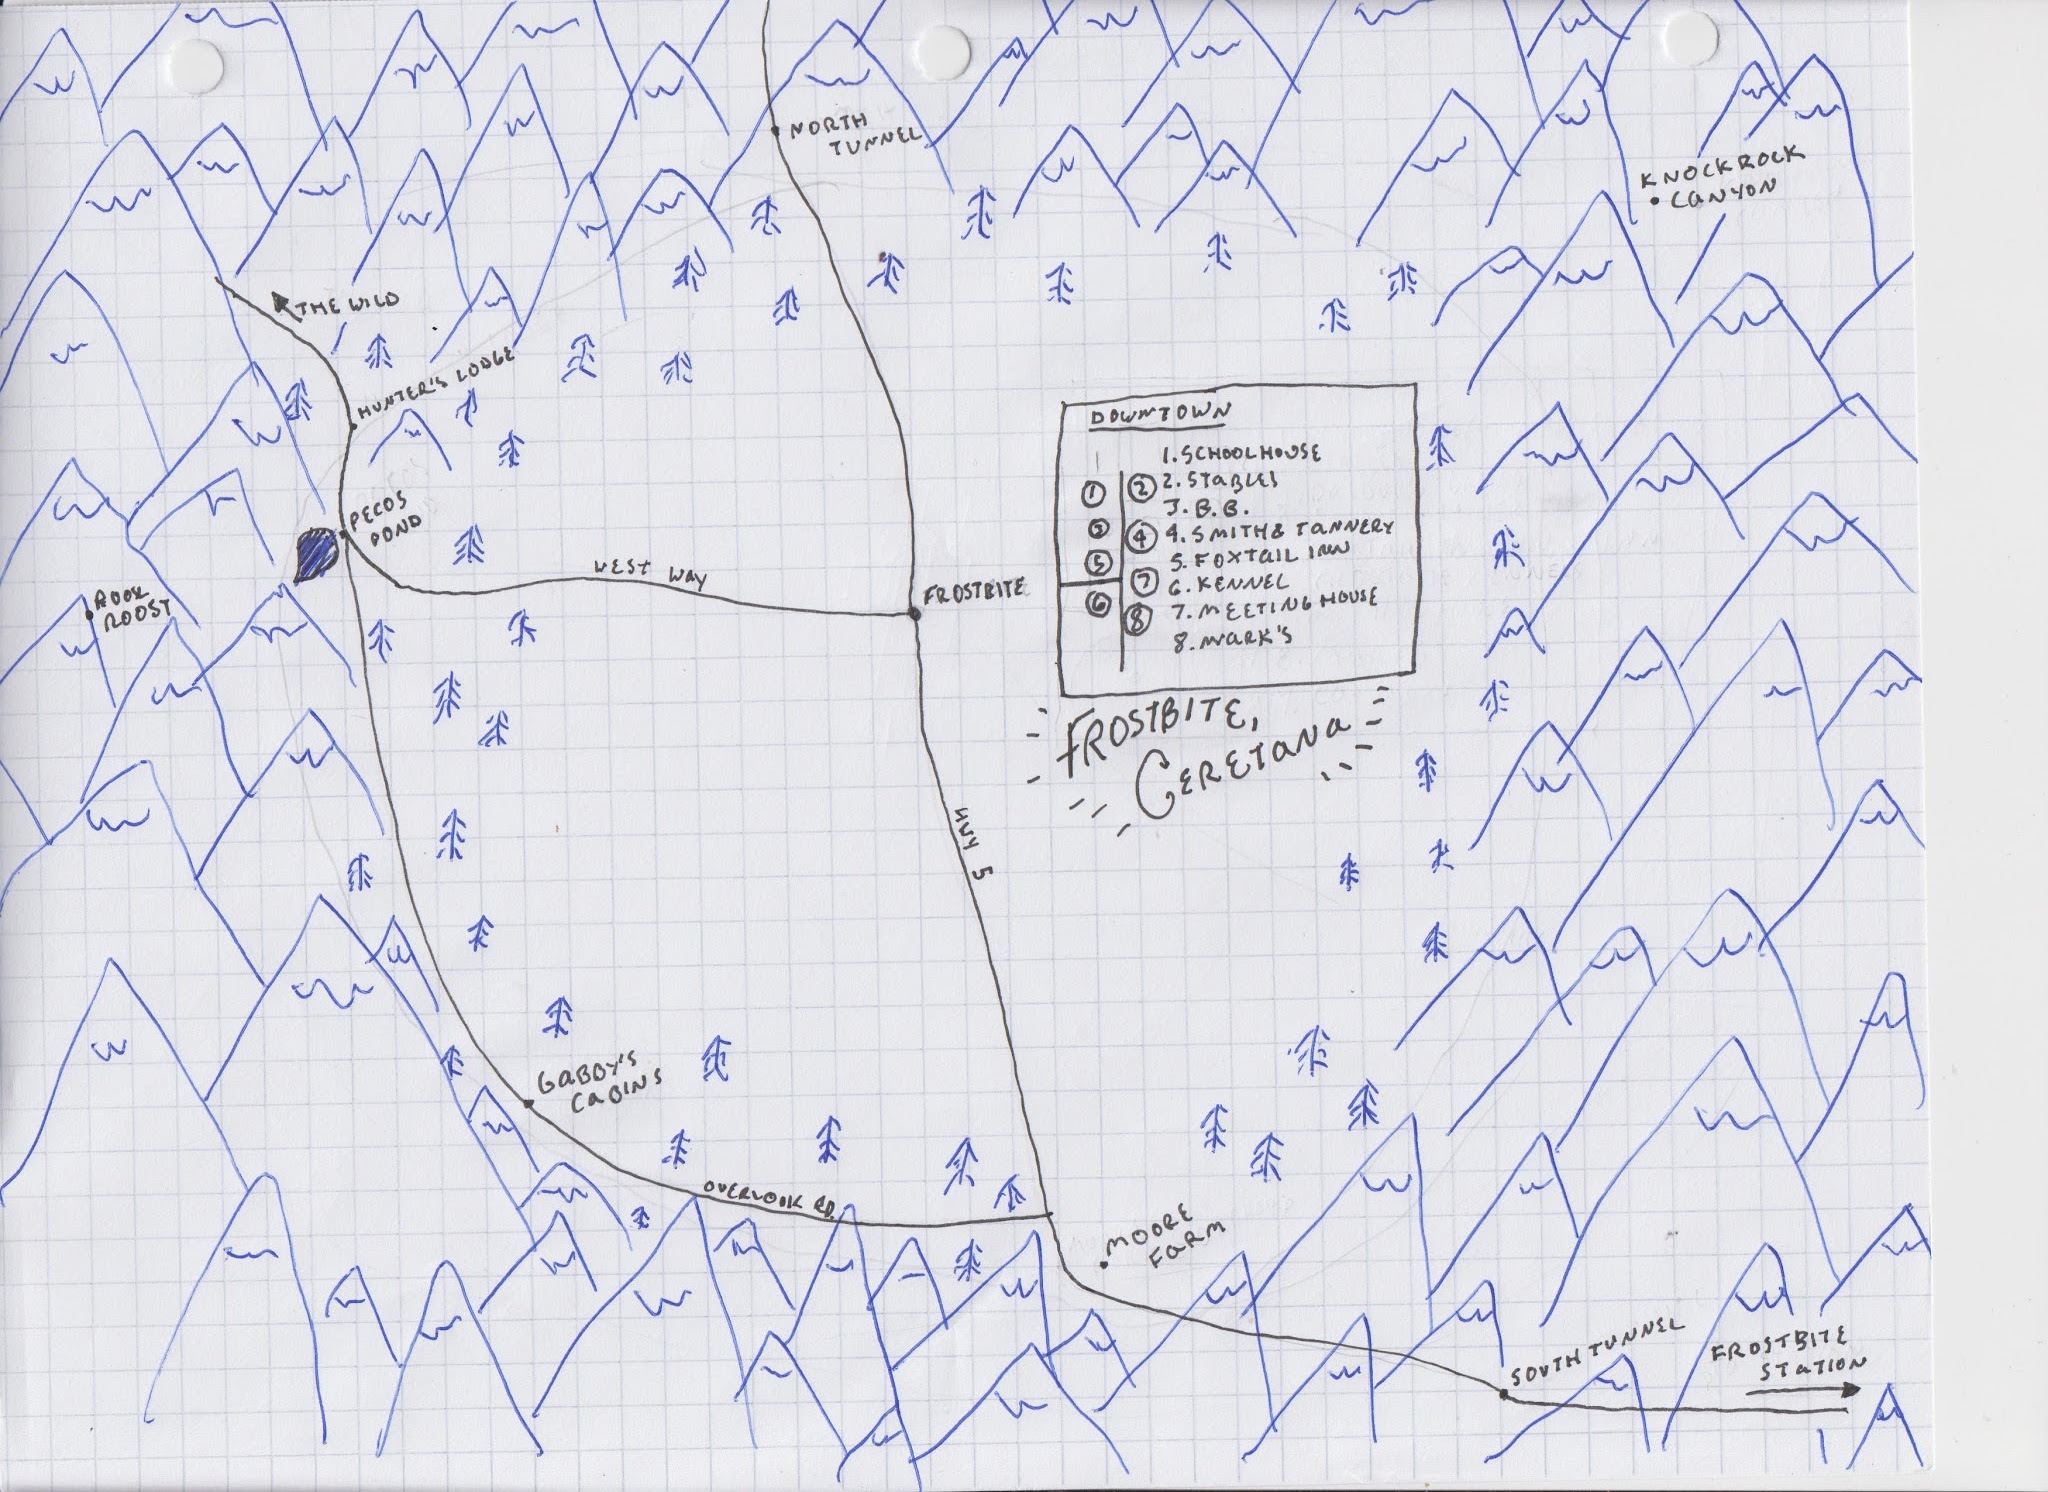 NORTH
TUNNEL
KNOCKROCK
CANYON
THE WILD
HUNTER'S LODGE
DOWNTOWN
1. SCHOOLHOUSE
2. STABLES
3. B.B.
4. SMITH & TANNERY
5. FOXTAIL INN
6. KENNEL
7. MEETING HOUSE
8. MARK'S
1
2
3
4
5
7
6
8
PECOS
POND
WEST WAY
FROSTBITE
ROOK
ROOST
FROSTBITE,
CERETANA
HWY 5
GABBY'S
CABINS
OVERLOOK RD.
MOORE
FARM
SOUTH TUNNEL
FROSTBITE
STATION